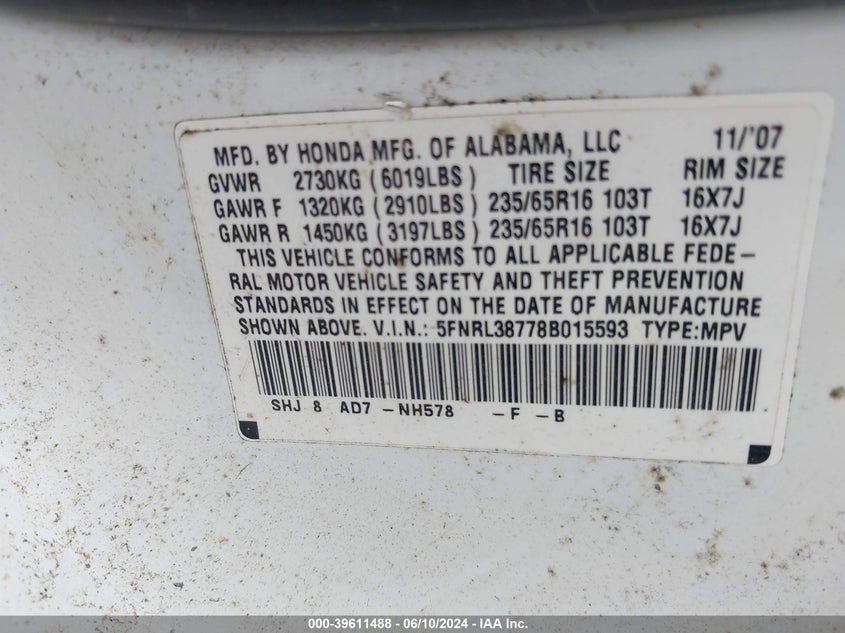 MFD. BY HONDA MFG. OF ALABAMA, LLC 11/'07
GVWR 2730KG (6019LBS) TIRE SIZE RIM SIZE
GAWR F 1320KG (2910LBS) 235/65R16 103T 16X7J
GAWR R 1450KG (3197LBS) 235/65R16 103T 16X7J
THIS VEHICLE CONFORMS TO ALL APPLICABLE FEDE-
RAL MOTOR VEHICLE SAFETY AND THEFT PREVENTION
STANDARDS IN EFFECT ON THE DATE OF MANUFACTURE
SHOWN ABOVE. V.I.N.: 5FNRL38778B015593 TYPE:MPV
SHJ 8 AD7 -NH578 -F -B
000-39611488 - 06/10/2024 - IAA Inc.